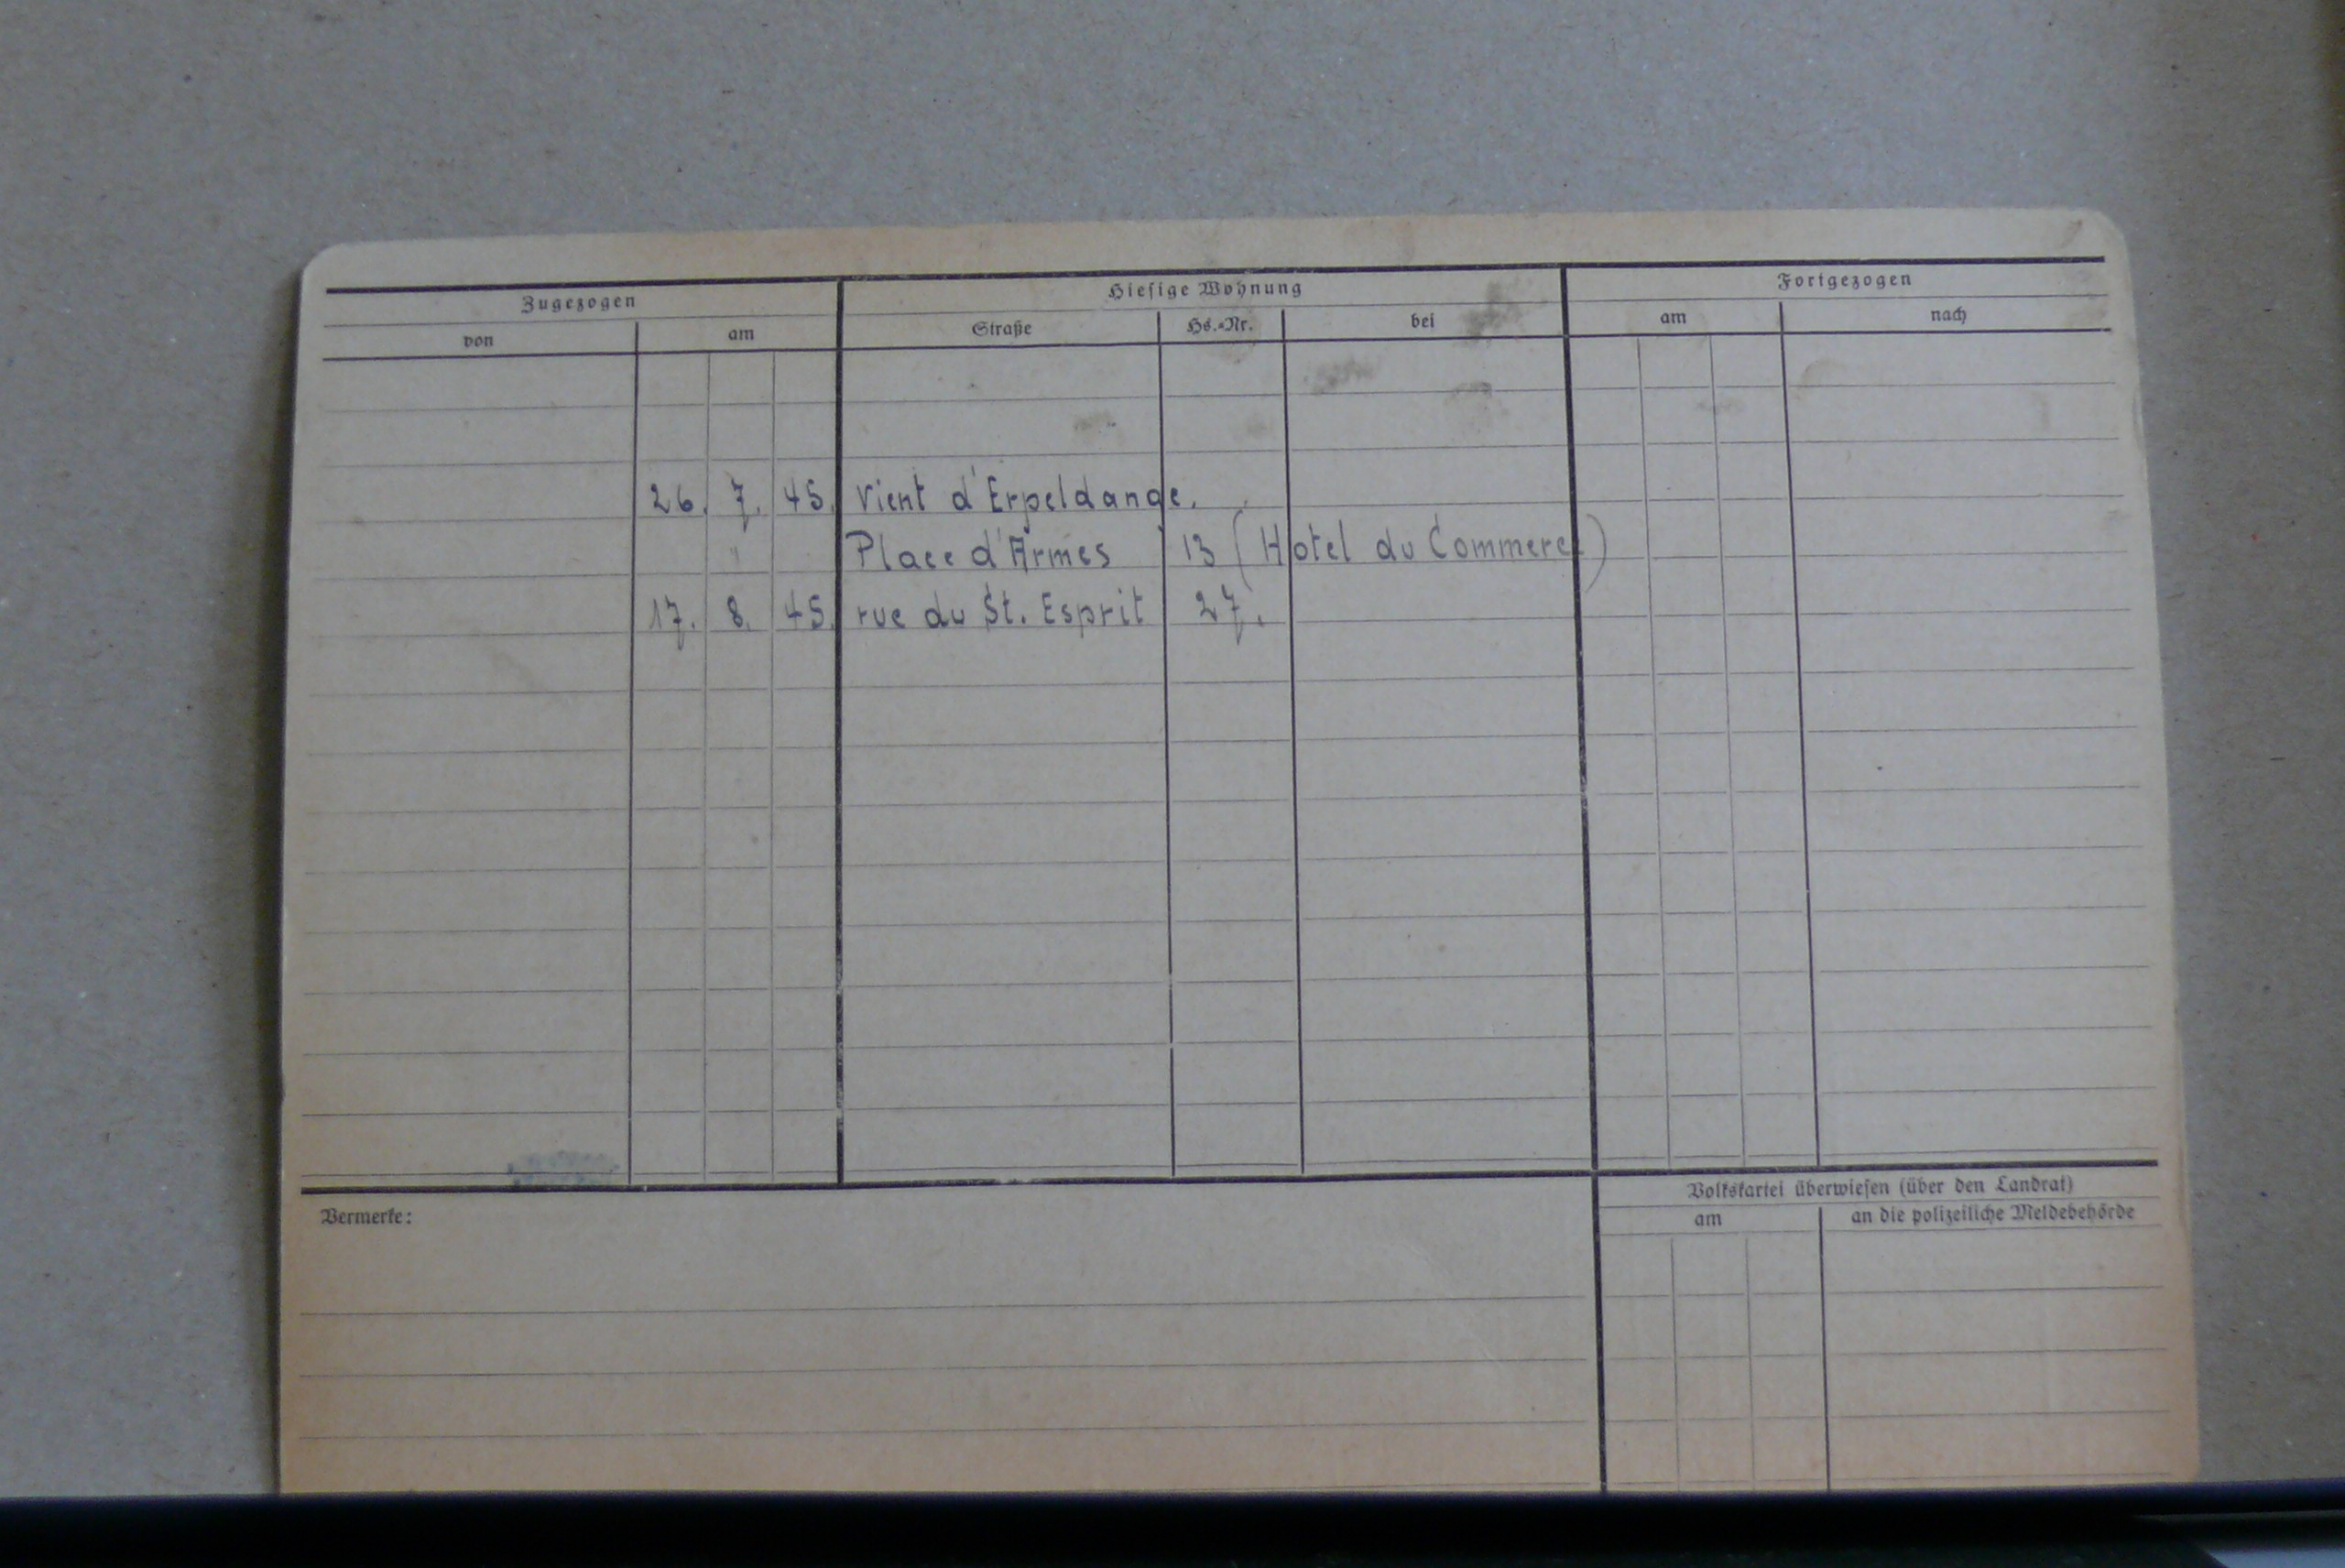 Zugezogen Hiesige Wohnung Fortgezogen
von am Straße Hs.-Nr. bei am nach
26. 7. 45. Vient d'Erpeldange.
" Place d'Armes 13 (Hotel du Commerce)
17. 8. 45. rue du St. Esprit 27.
Volkskartei überwiesen (über den Landrat)
Vermerke: am an die polizeiliche Meldebehörde